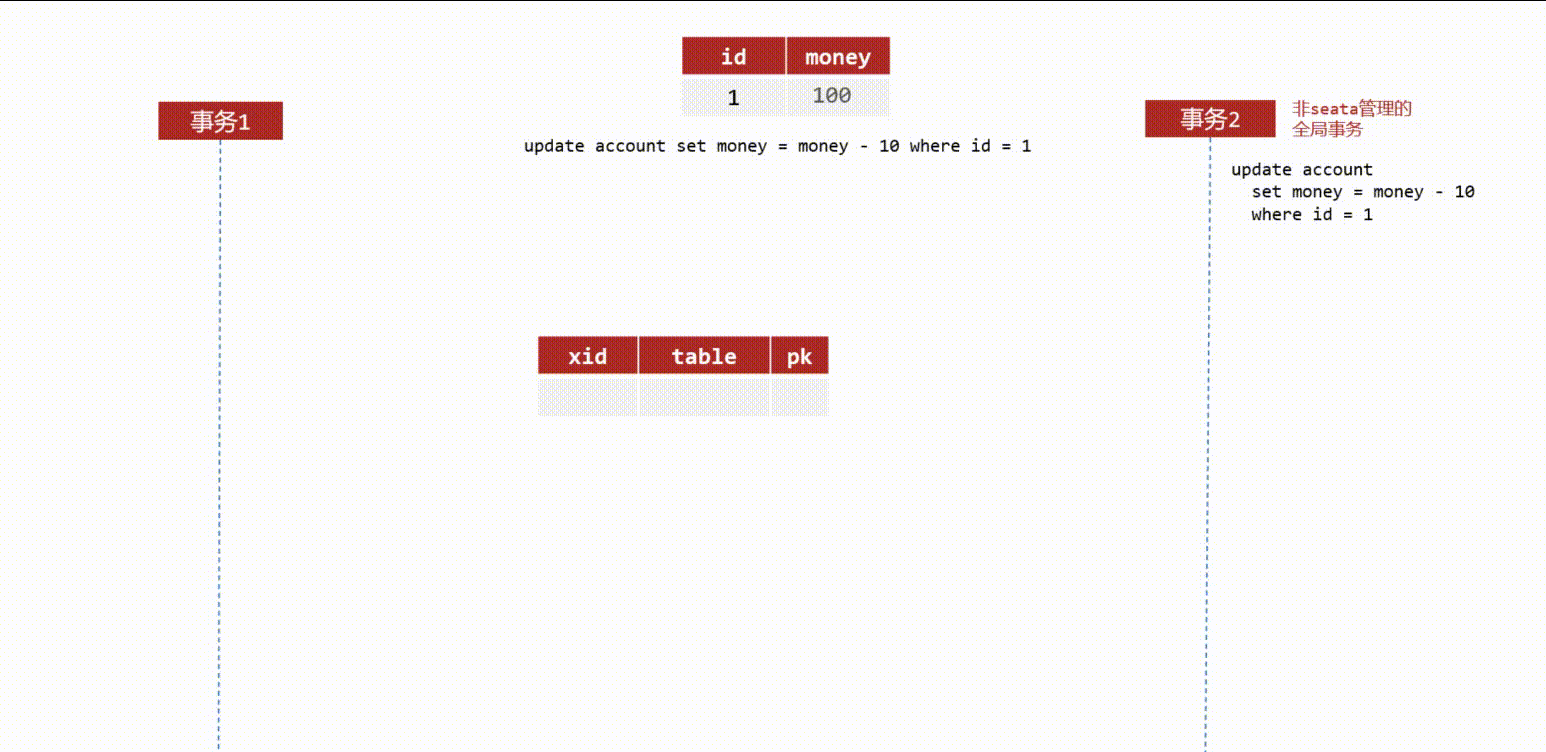 id money
1 100
事务1
事务2
非seata管理的
全局事务
update account set money = money - 10 where id = 1
update account
set money = money - 10
where id = 1
xid table pk